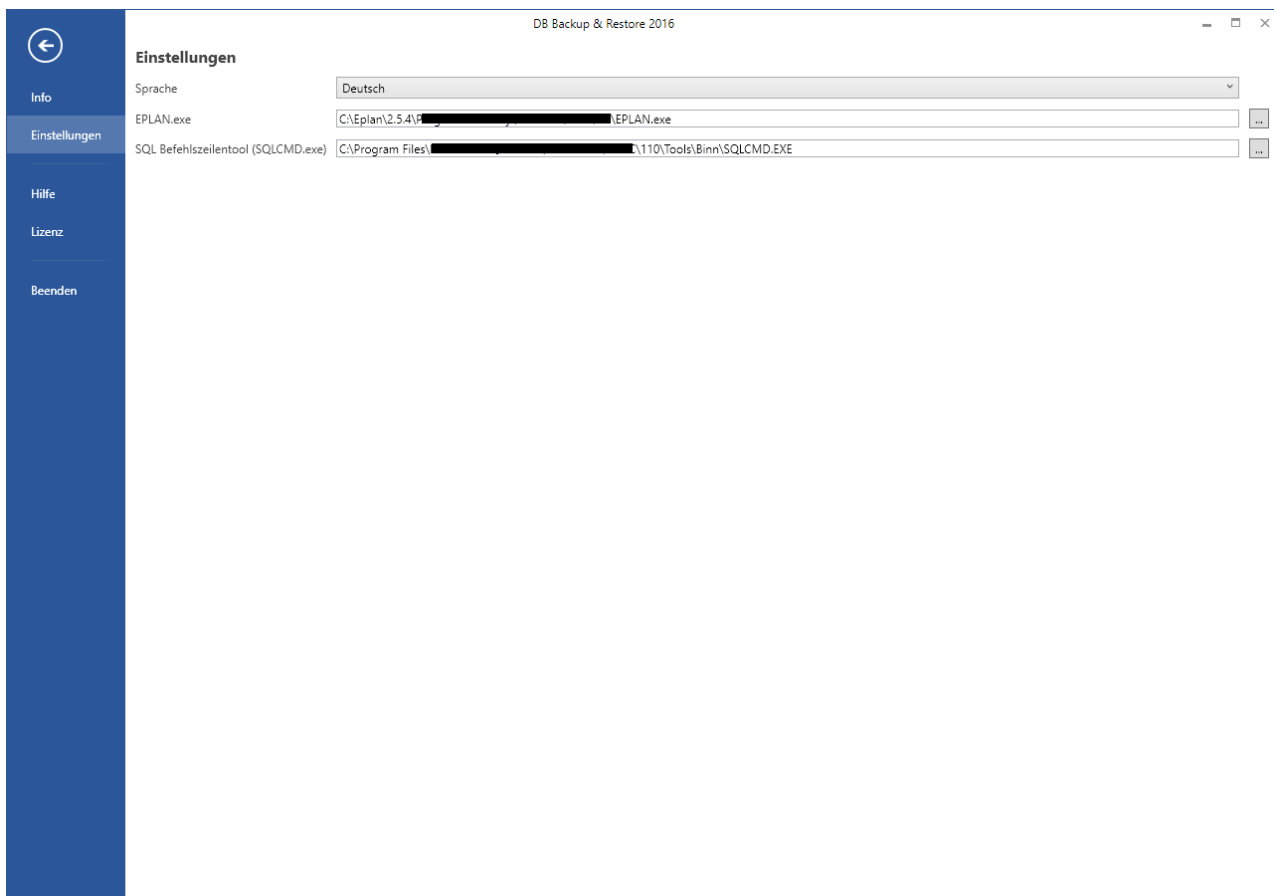 DB Backup & Restore 2016
Einstellungen
Info
Einstellungen
Hilfe
Lizenz
Beenden
Sprache Deutsch
EPLAN.exe C:\Eplan\2.5.4\ \EPLAN.exe ...
SQL Befehlszeilentool (SQLCMD.exe) C:\Program Files\ \110\Tools\Binn\SQLCMD.EXE ...